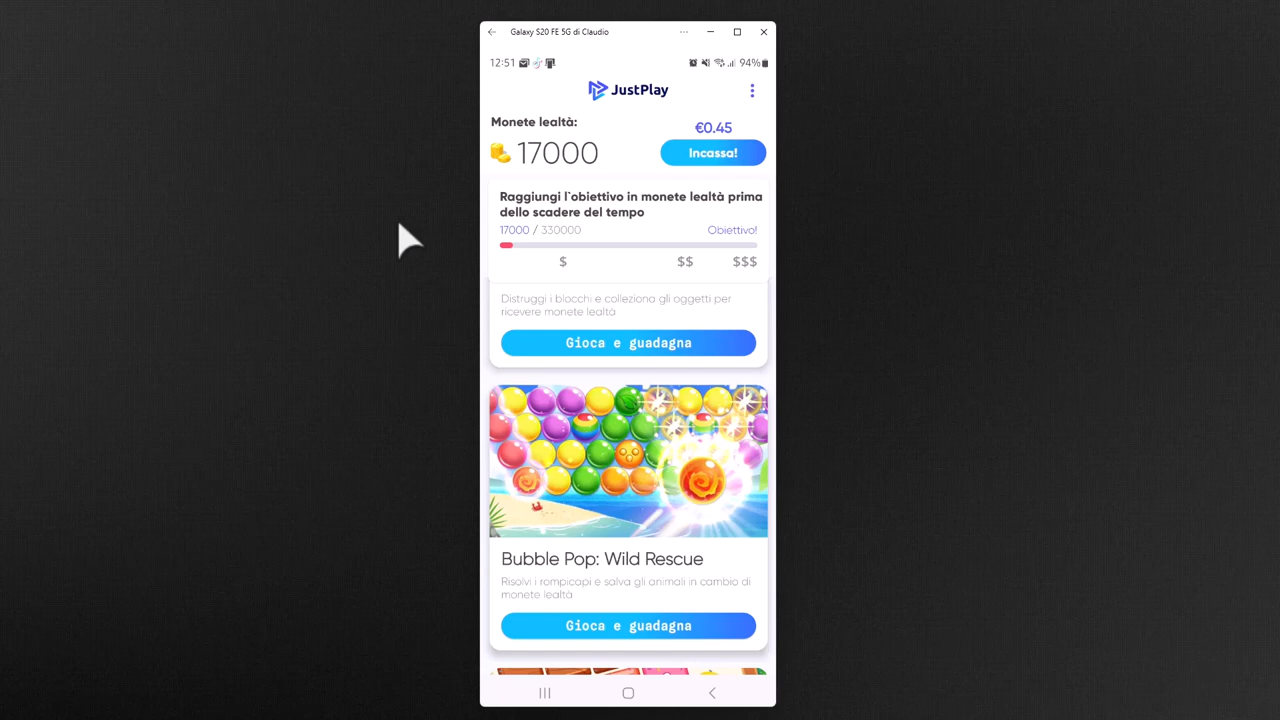 Galaxy S20 FE 5G di Claudio
12:51
94%
JustPlay
Monete lealtà:
€0.45
17000
Incassa!
Raggiungi l`obiettivo in monete lealtà prima
dello scadere del tempo
17000 / 330000
Obiettivo!
$
$$
$$$
Distruggi i blocchi e colleziona gli oggetti per
ricevere monete lealtà
Gioca e guadagna
Bubble Pop: Wild Rescue
Risolvi i rompicapi e salva gli animali in cambio di
monete lealtà
Gioca e guadagna